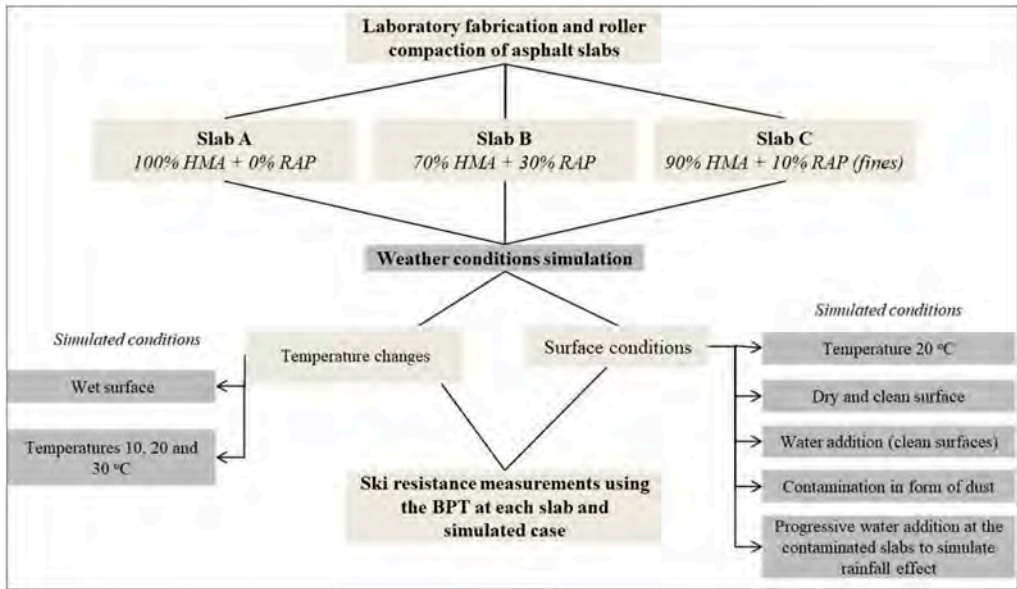 Laboratory fabrication and roller
compaction of asphalt slabs
Slab A
100% HMA + 0% RAP
Slab B
70% HMA + 30% RAP
Slab C
90% HMA + 10% RAP (fines)
Weather conditions simulation
Simulated conditions
Temperature changes
Wet surface
Temperatures 10, 20 and
30 °C
Surface conditions
Simulated conditions
Temperature 20 °C
Dry and clean surface
Water addition (clean surfaces)
Contamination in form of dust
Progressive water addition at the
contaminated slabs to simulate
rainfall effect
Ski resistance measurements using
the BPT at each slab and
simulated case